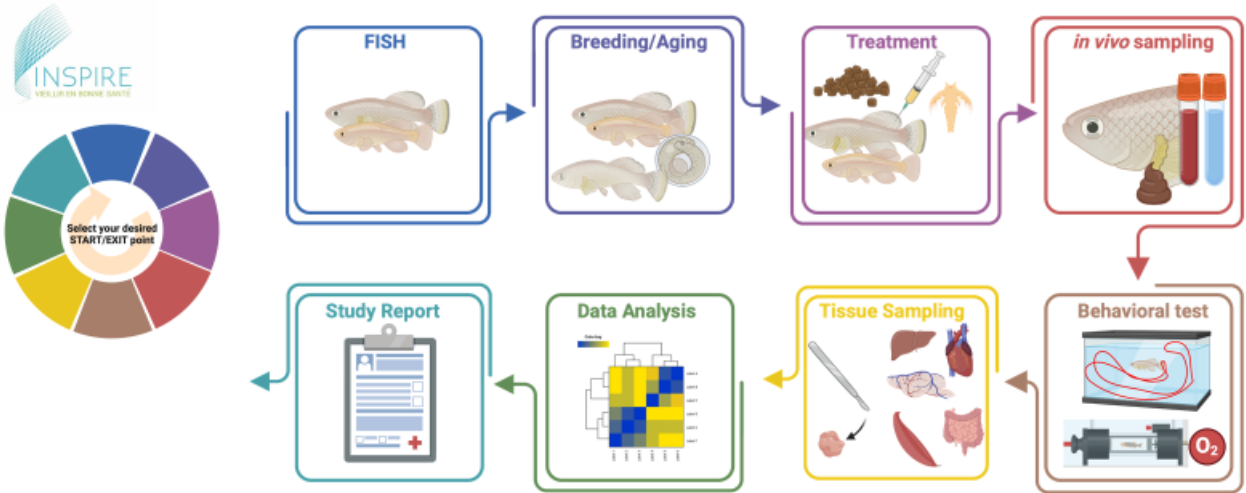 INSPIRE
VIEILLIR EN BONNE SANTÉ
Select your desired
START/EXIT point
FISH
Breeding/Aging
Treatment
in vivo sampling
Behavioral test
O₂
Tissue Sampling
Data Analysis
Study Report